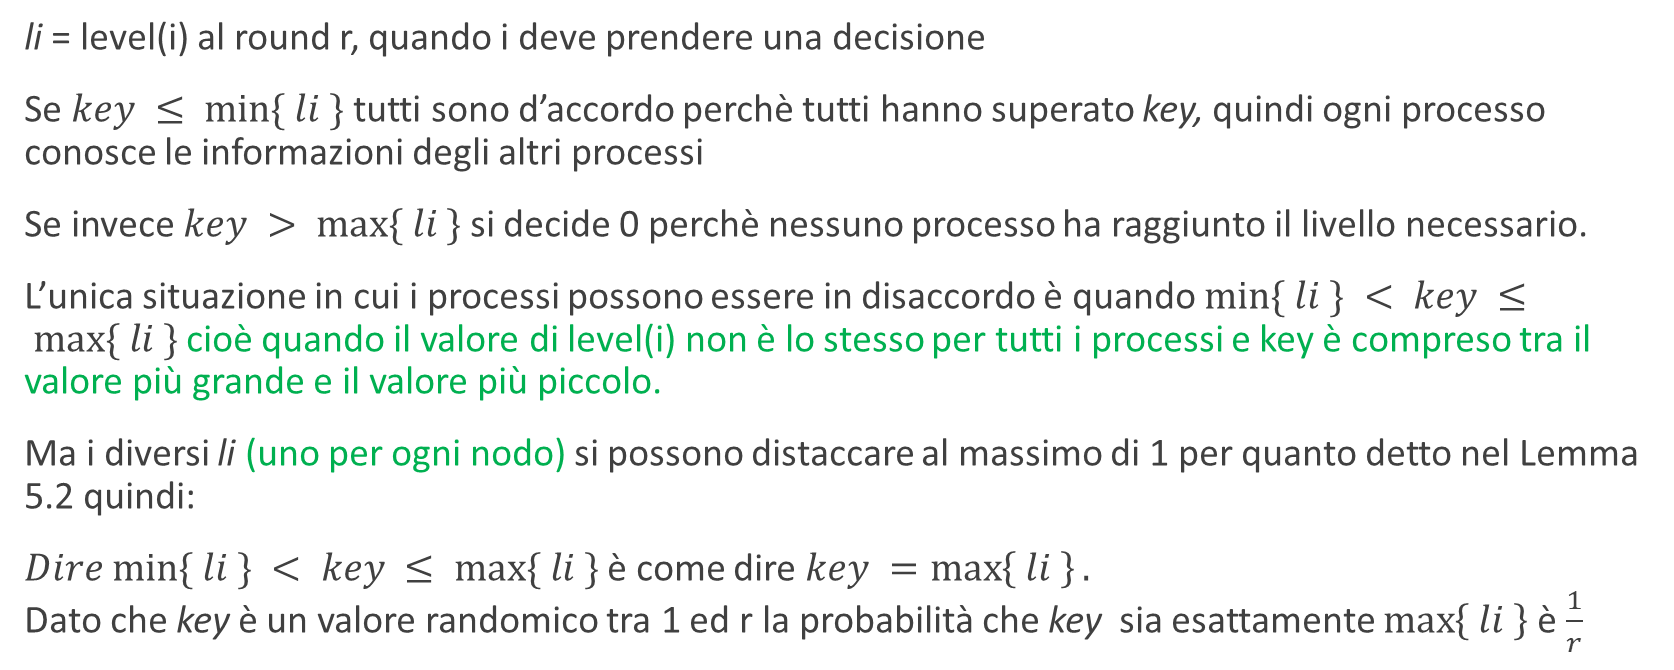 li = level(i) al round r, quando i deve prendere una decisione
Se key ≤ min{ li } tutti sono d’accordo perchè tutti hanno superato key, quindi ogni processo
conosce le informazioni degli altri processi
Se invece key > max{ li } si decide 0 perchè nessuno processo ha raggiunto il livello necessario.
L’unica situazione in cui i processi possono essere in disaccordo è quando min{ li } < key ≤
max{ li } cioè quando il valore di level(i) non è lo stesso per tutti i processi e key è compreso tra il
valore più grande e il valore più piccolo.
Ma i diversi li (uno per ogni nodo) si possono distaccare al massimo di 1 per quanto detto nel Lemma
5.2 quindi:
Dire min{ li } < key ≤ max{ li } è come dire key = max{ li }.
Dato che key è un valore randomico tra 1 ed r la probabilità che key sia esattamente max{ li } è 1/r